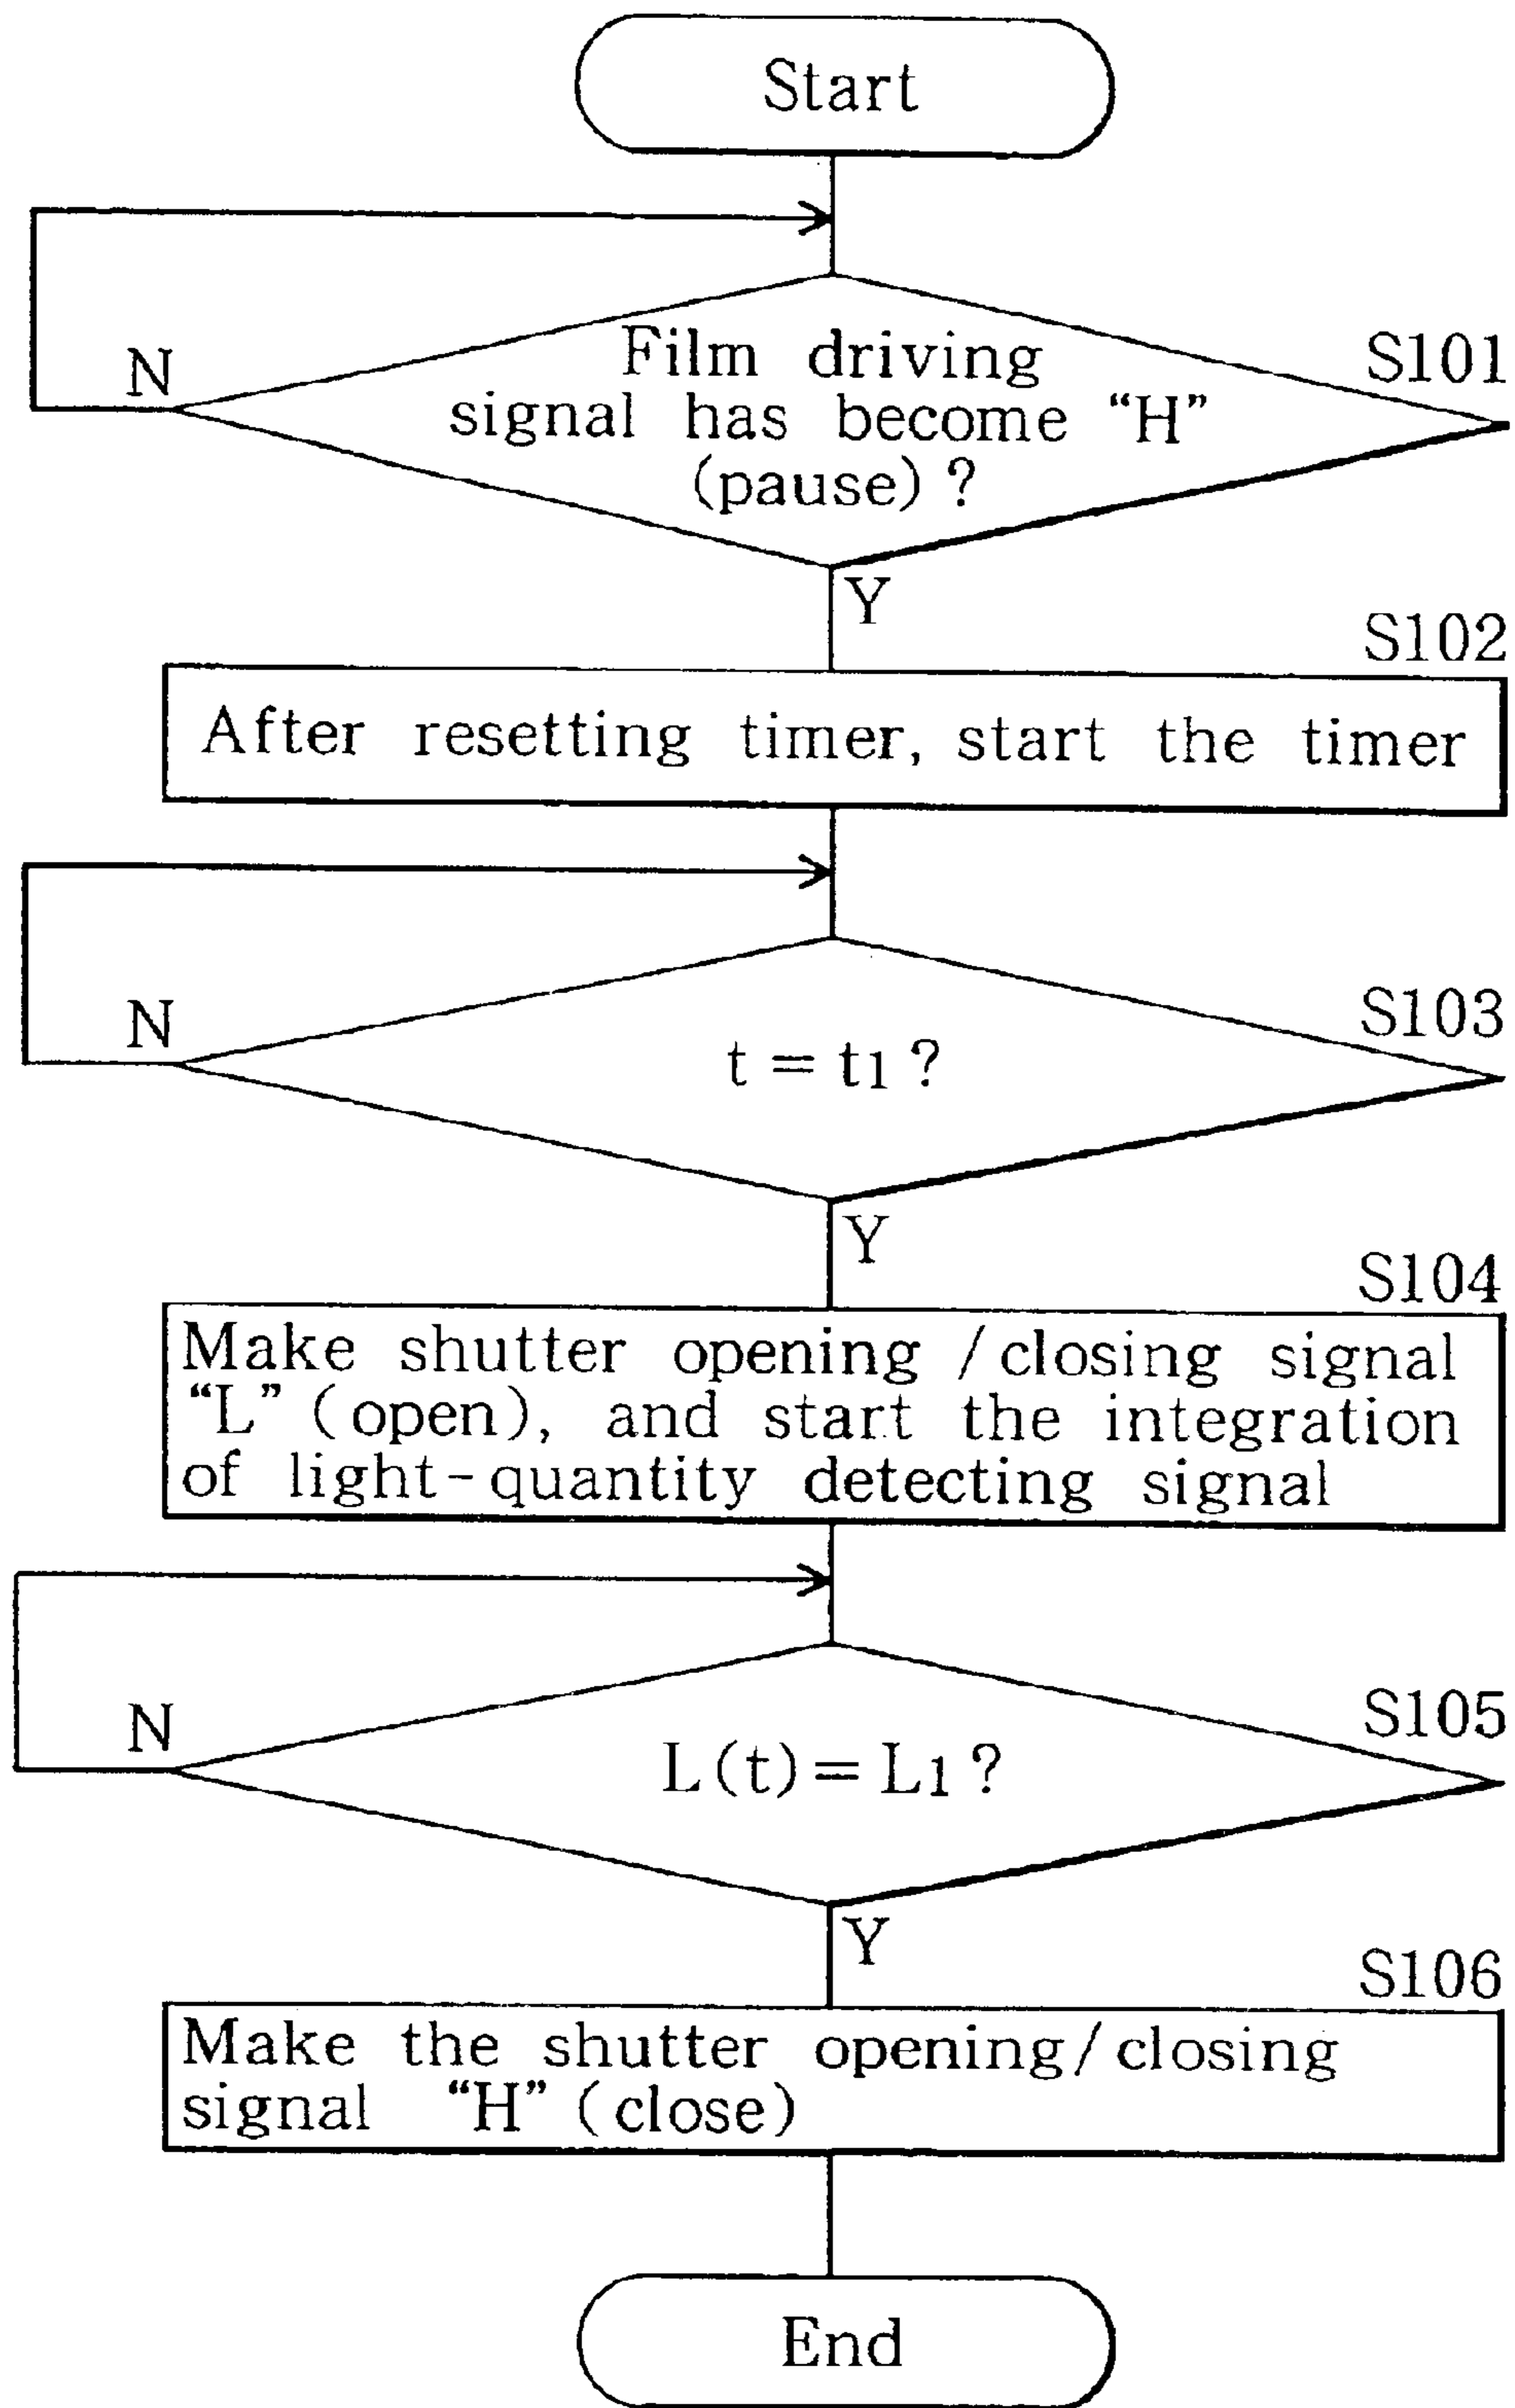 Start
N
S101
Film driving
signal has become “H”
(pause) ?
Y
S102
After resetting timer, start the timer
N
S103
t = t1 ?
Y
S104
Make shutter opening / closing signal
“L” (open), and start the integration
of light-quantity detecting signal
N
S105
L(t) = L1 ?
Y
S106
Make the shutter opening/closing
signal “H” (close)
End